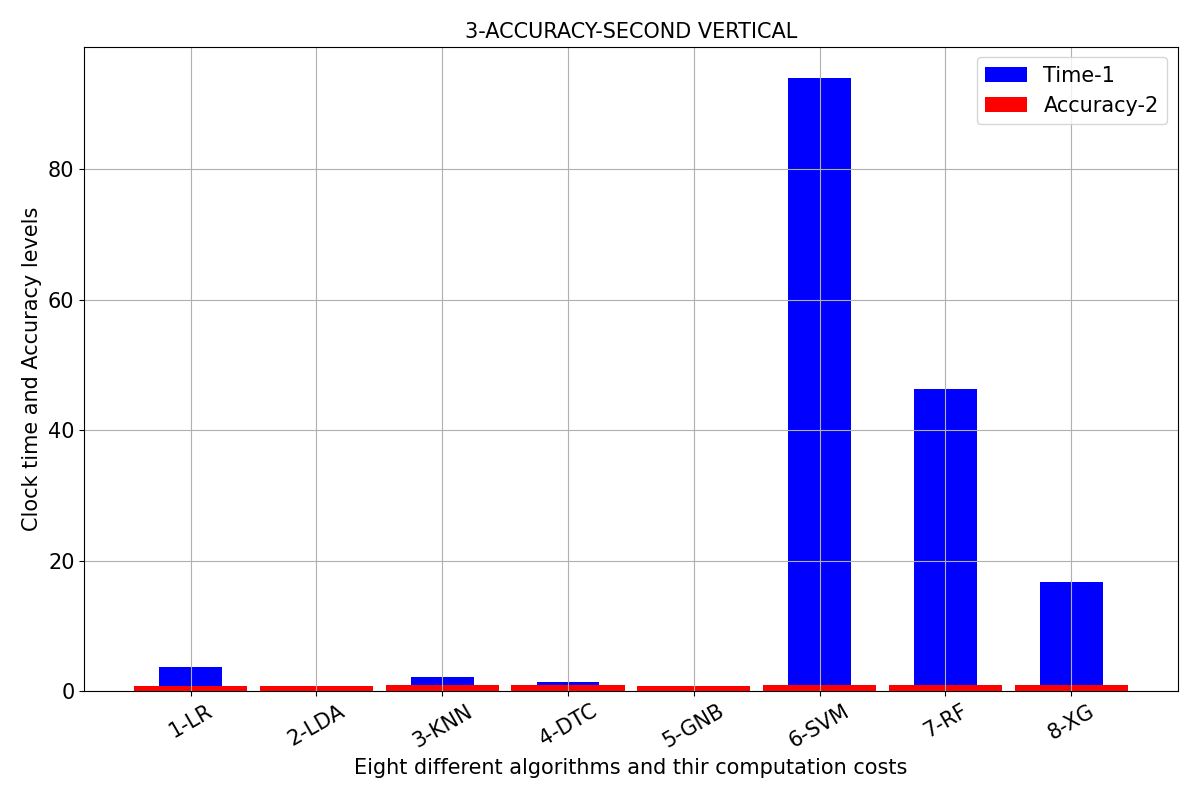 3-ACCURACY-SECOND VERTICAL
Time-1
Accuracy-2
Clock time and Accuracy levels
80
60
40
20
0
1-LR
2-LDA
3-KNN
4-DTC
5-GNB
6-SVM
7-RF
8-XG
Eight different algorithms and thir computation costs